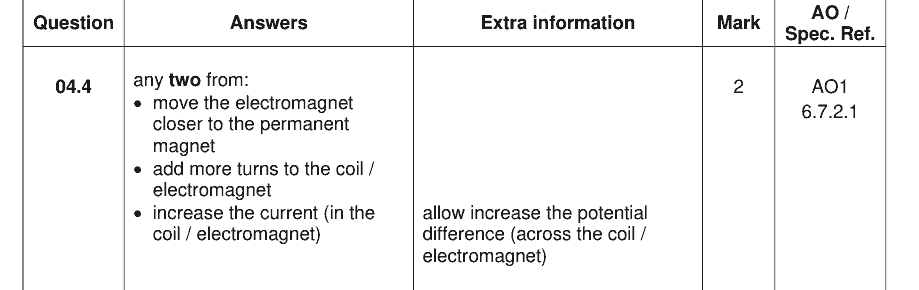 Question Answers Extra information Mark AO /
Spec. Ref.
04.4 any two from: 2 AO1
• move the electromagnet 6.7.2.1
closer to the permanent
magnet
• add more turns to the coil /
electromagnet
• increase the current (in the allow increase the potential
coil / electromagnet) difference (across the coil /
electromagnet)